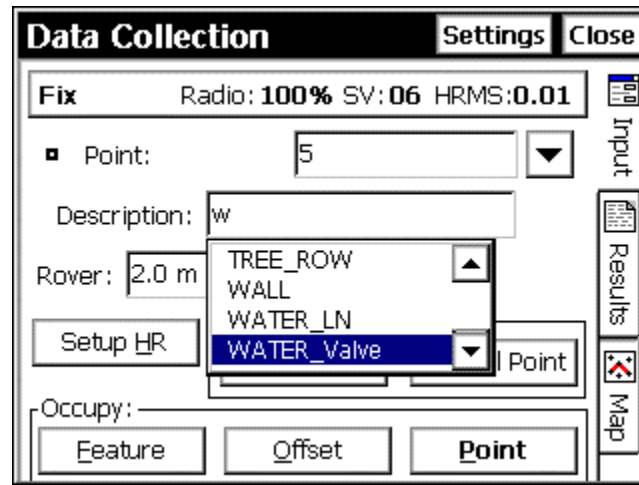 Data Collection Settings Close
Fix Radio: 100% SV: 06 HRMS:0.01
Point: 5
Description: w
TREE_ROW
Rover: 2.0 m
WALL
WATER_LN
Setup HR
WATER_Valve
Point
Occupy:
Feature Offset Point
Input
Results
Map